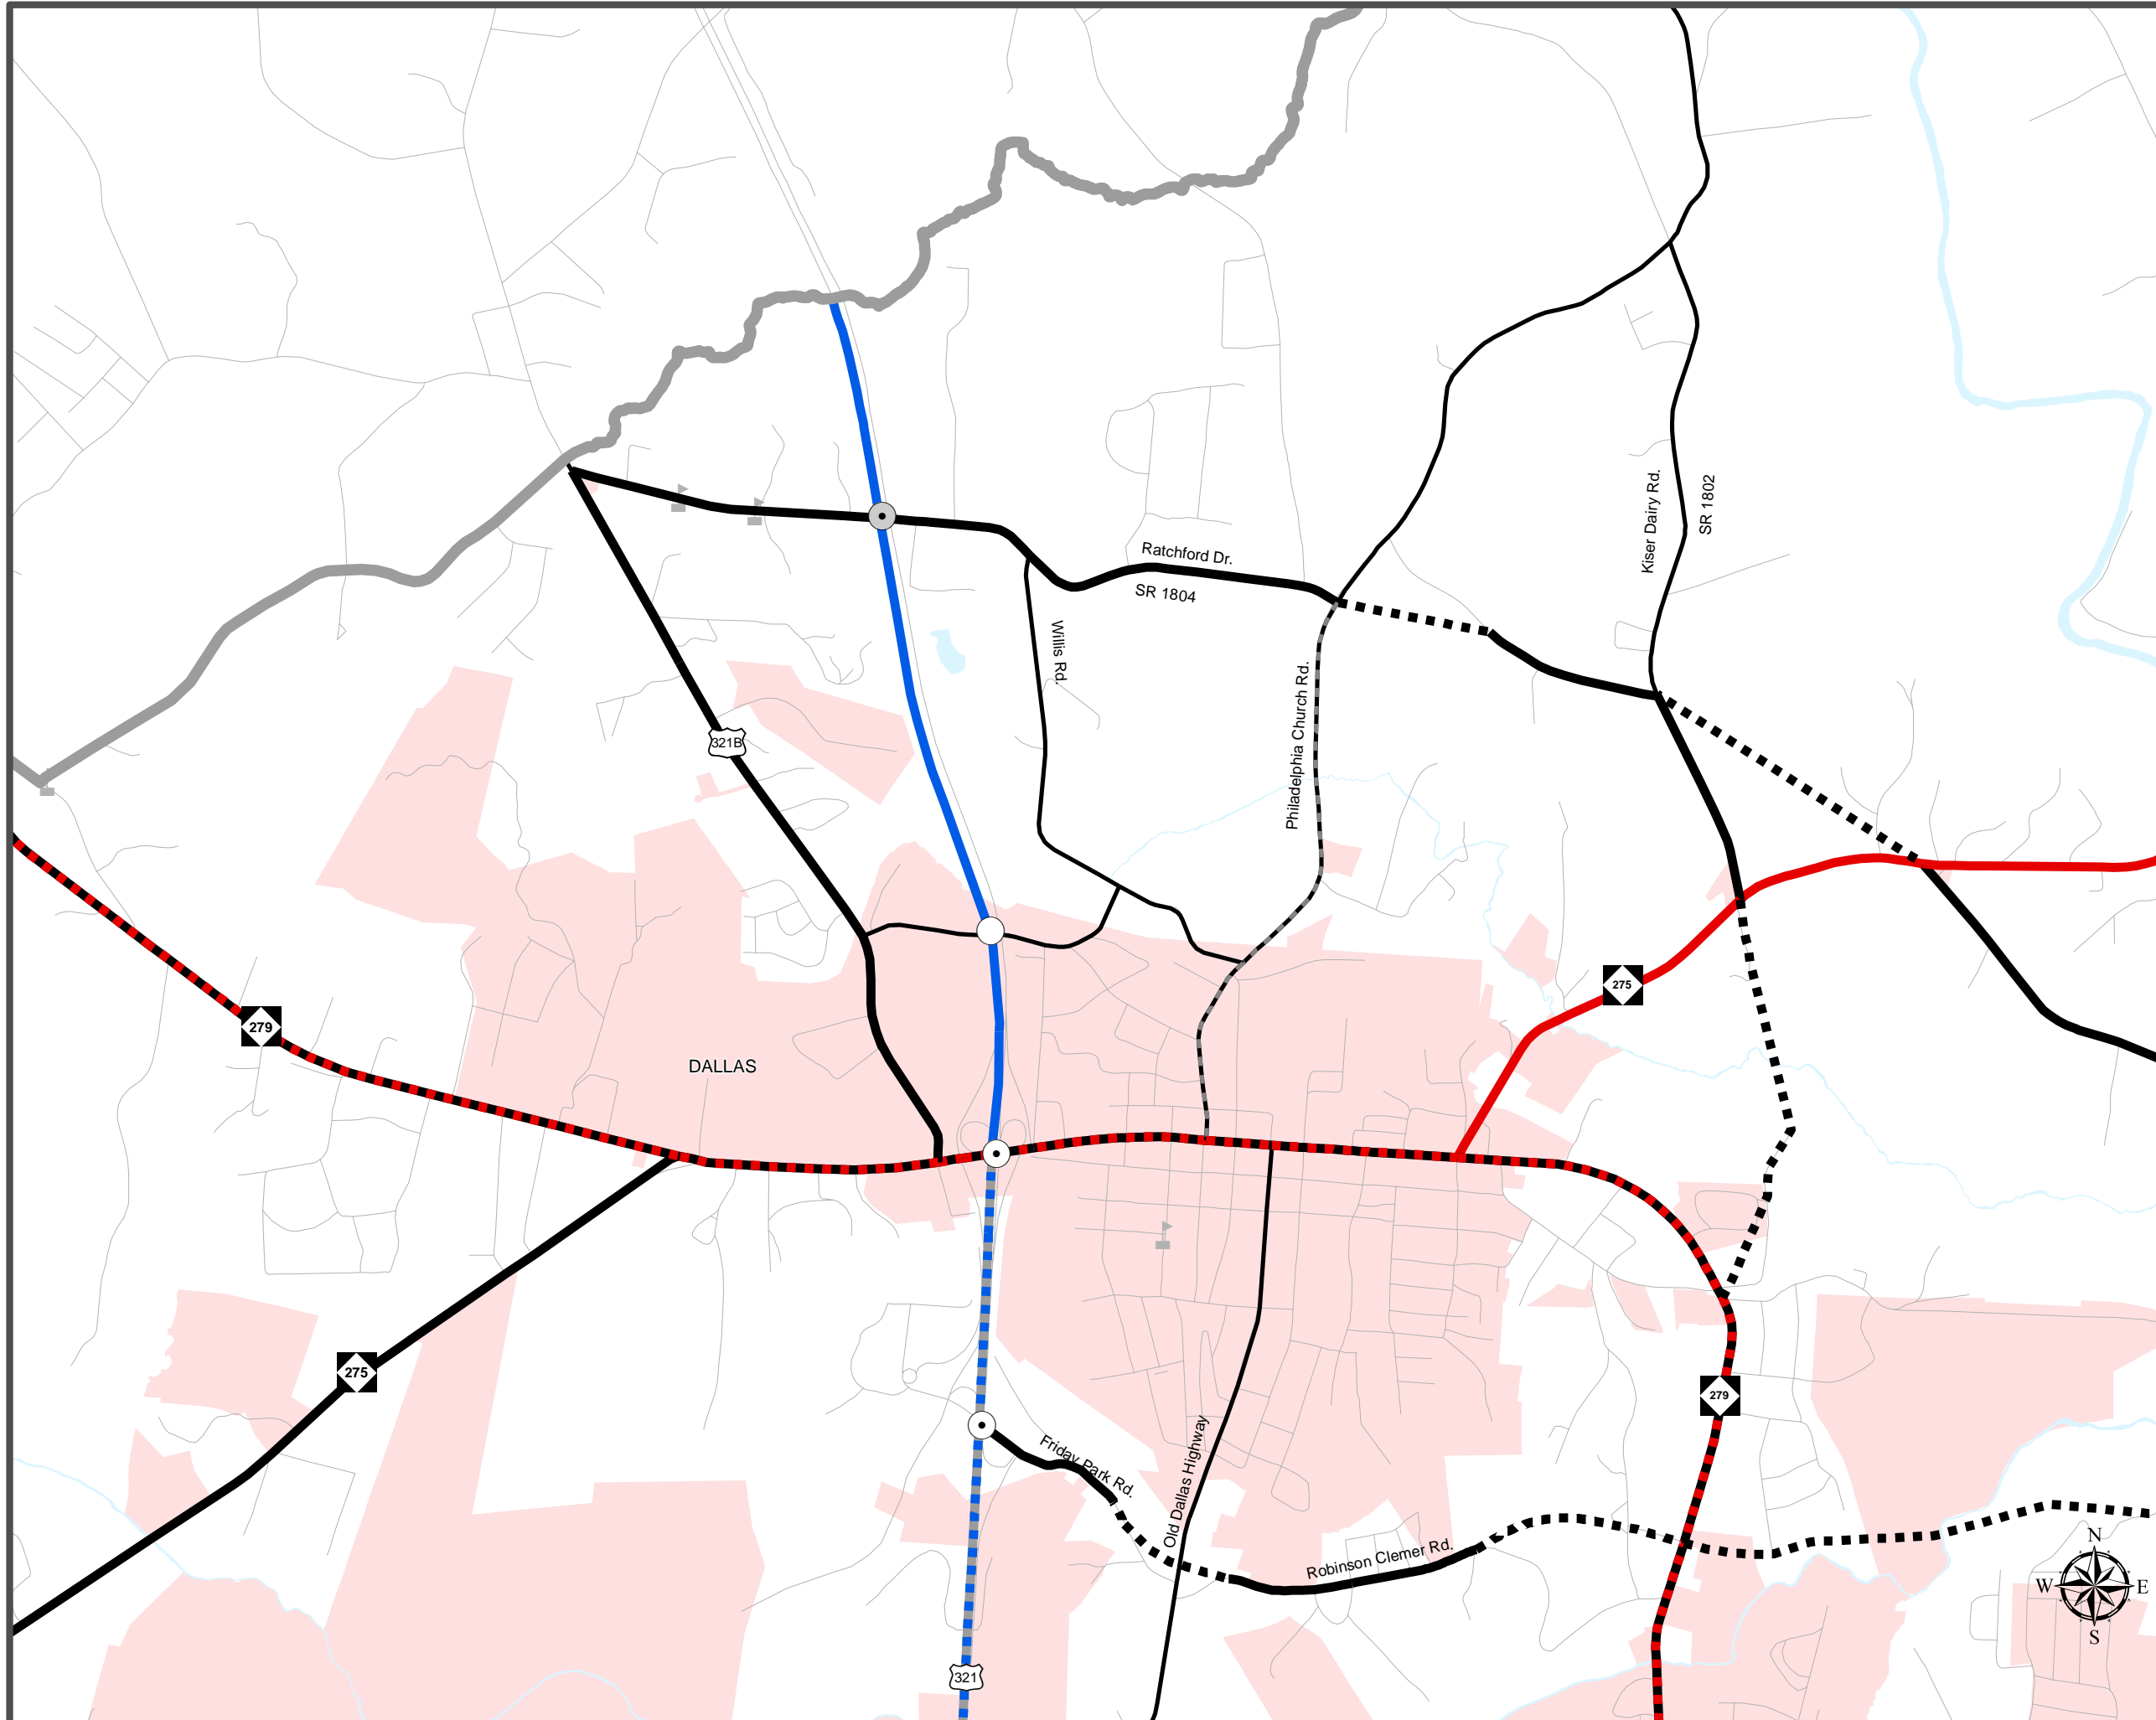 Kiser Dairy Rd.
SR 1802
Ratchford Dr.
SR 1804
Willis Rd.
Philadelphia Church Rd.
321B
275
279
DALLAS
275
279
Friday Park Rd.
Old Dallas Highway
Robinson Clemer Rd.
N
W
E
S
321